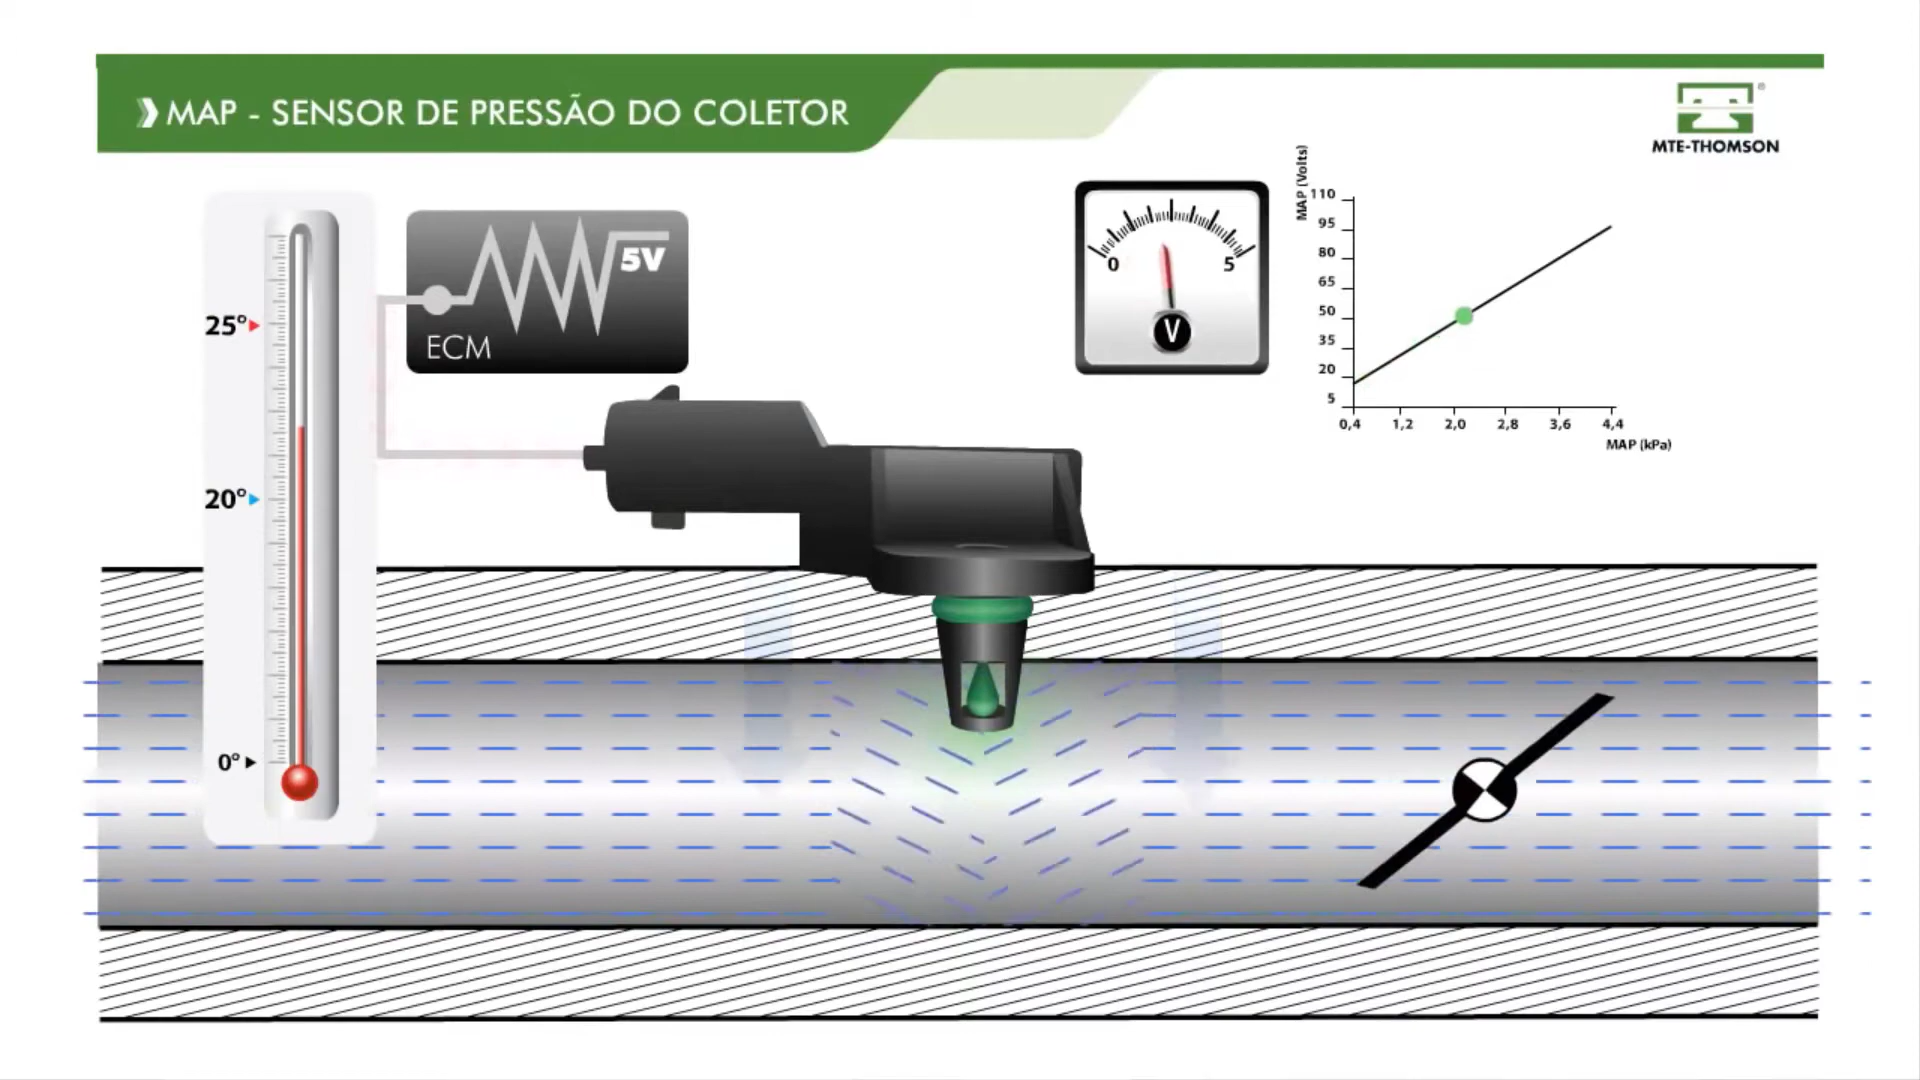 MAP - SENSOR DE PRESSÃO DO COLETOR
®
MTE-THOMSON
25°
20°
0°
5V
ECM
0
5
V
MAP (Volts)
110
95
80
65
50
35
20
5
0,4 1,2 2,0 2,8 3,6 4,4
MAP (kPa)